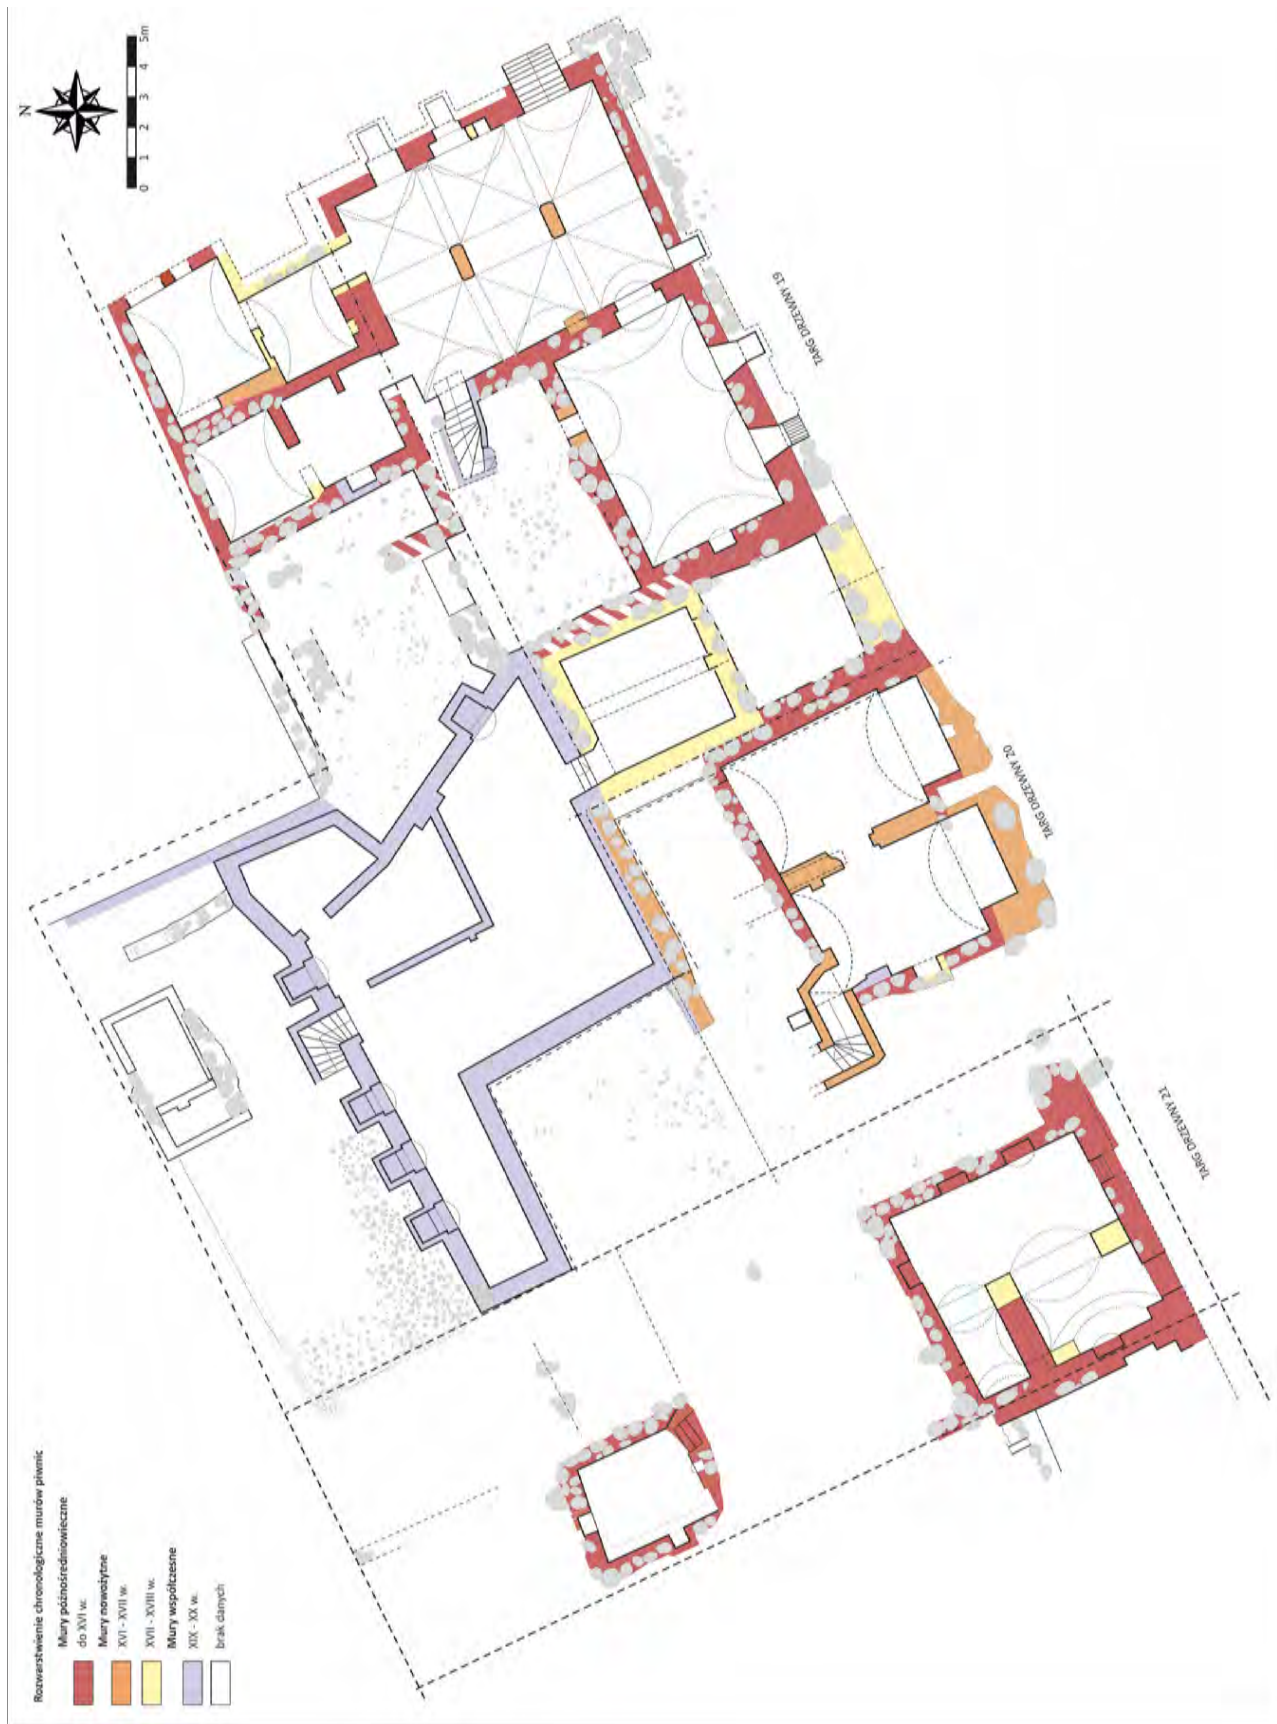 Rozwarstwienie chronologiczne murów piwnic
Mury późnośredniowieczne
do XVI w.
Mury nowożytne
XVI - XVII w.
XVII - XVIII w.
Mury współczesne
XIX - XX w.
brak danych
N
0 1 2 3 4 5m
TARG DRZEWNY 19
TARG DRZEWNY 20
TARG DRZEWNY 21